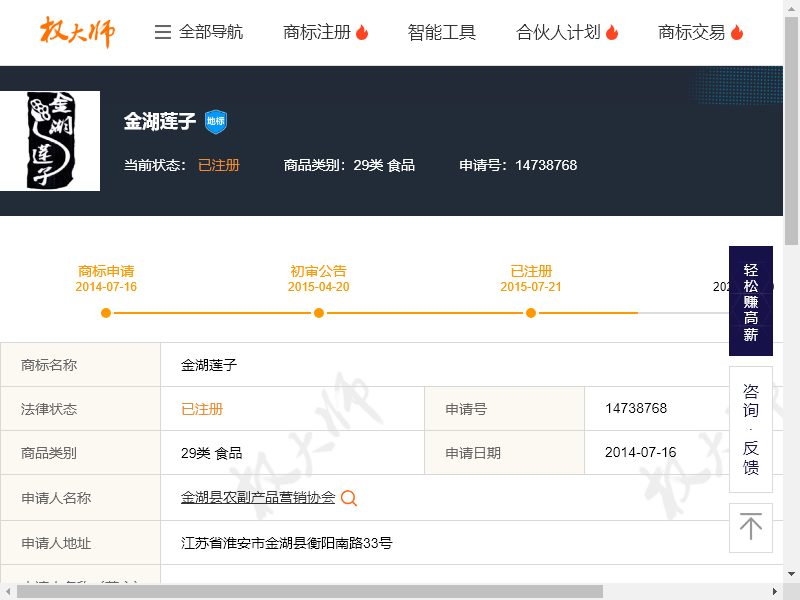 权大师
全部导航
商标注册
智能工具
合伙人计划
商标交易
金湖莲子
金湖莲子
地标
当前状态： 已注册
商品类别：29类 食品
申请号：14738768
商标申请
2014-07-16
初审公告
2015-04-20
已注册
2015-07-21
轻松赚高薪
商标名称
金湖莲子
法律状态
已注册
申请号
14738768
商品类别
29类 食品
申请日期
2014-07-16
申请人名称
金湖县农副产品营销协会
申请人地址
江苏省淮安市金湖县衡阳南路33号
咨询·反馈
权大师